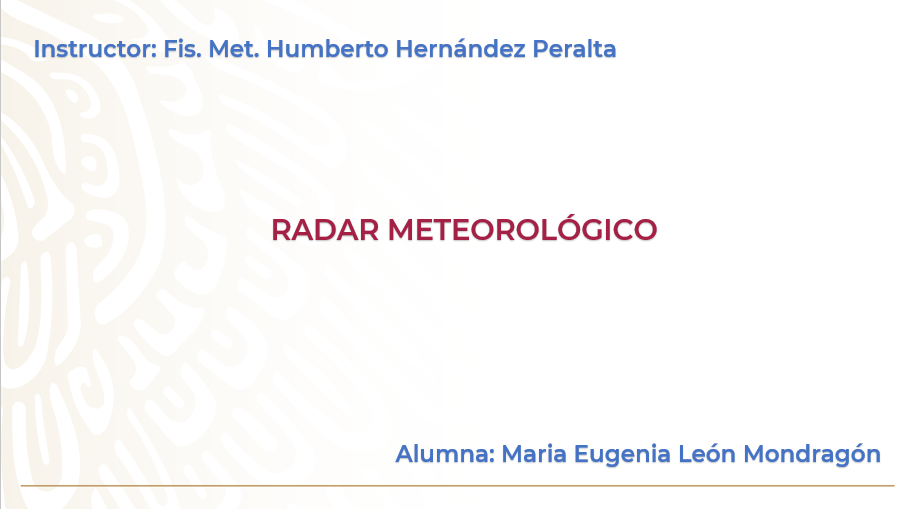 Instructor: Fis. Met. Humberto Hernández Peralta
RADAR METEOROLÓGICO
Alumna: Maria Eugenia León Mondragón